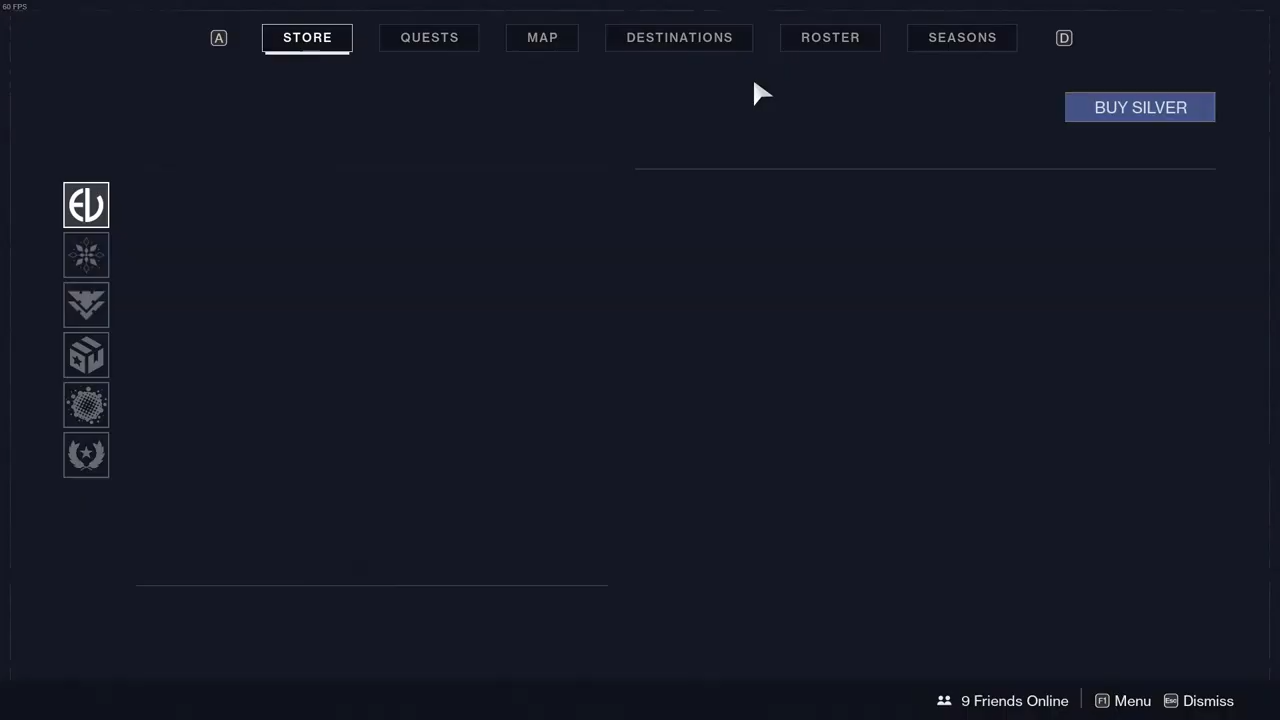 60 FPS
A STORE QUESTS MAP DESTINATIONS ROSTER SEASONS D
BUY SILVER
9 Friends Online F1 Menu Esc Dismiss